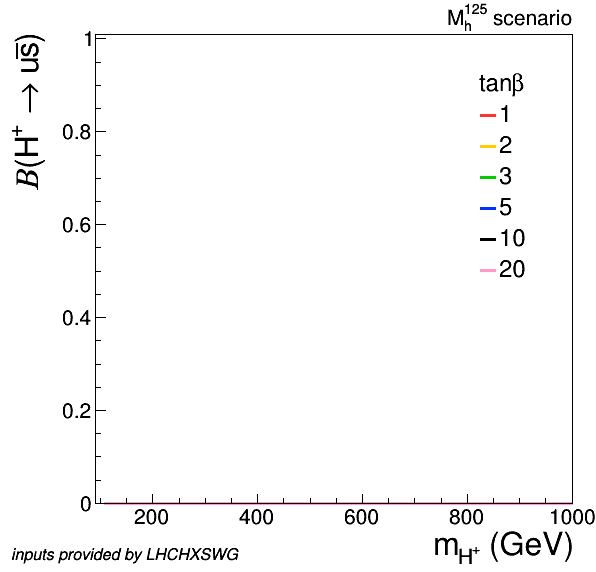 M_h^125 scenario
B(H⁺ → us̄)
1
0.8
0.6
0.4
0.2
0
tanβ
1
2
3
5
10
20
200 400 600 800 1000
m_H⁺ (GeV)
inputs provided by LHCHXSWG